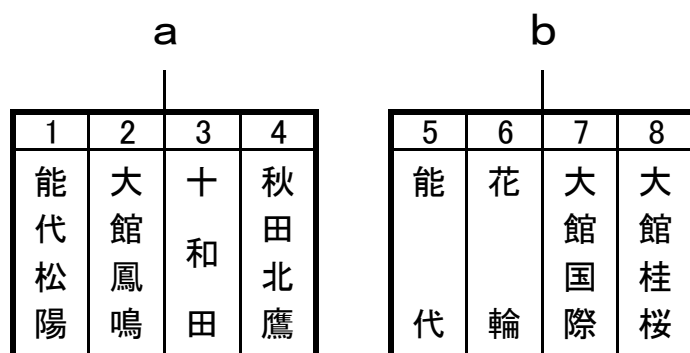 a
b
1 2 3 4
能代松陽
大館鳳鳴
十和田
秋田北鷹
5 6 7 8
能代
花輪
大館国際
大館桂桜